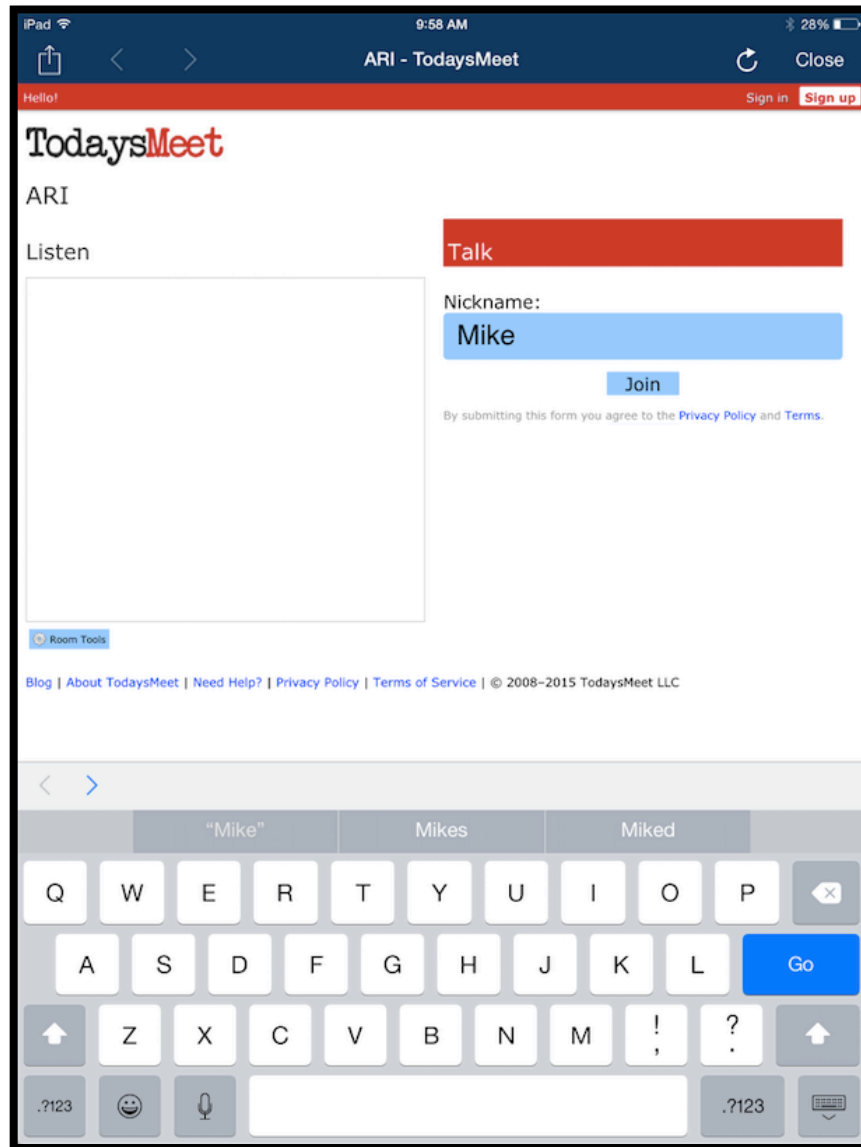 iPad 9:58 AM 28%
ARI - TodaysMeet Close
Hello! Sign in Sign up
TodaysMeet
ARI
Listen
Talk
Nickname:
Mike
Join
By submitting this form you agree to the Privacy Policy and Terms.
Room Tools
Blog | About TodaysMeet | Need Help? | Privacy Policy | Terms of Service | © 2008–2015 TodaysMeet LLC
“Mike” Mikes Miked
Q W E R T Y U I O P
A S D F G H J K L Go
Z X C V B N M ! , ? .
.?123 .?123